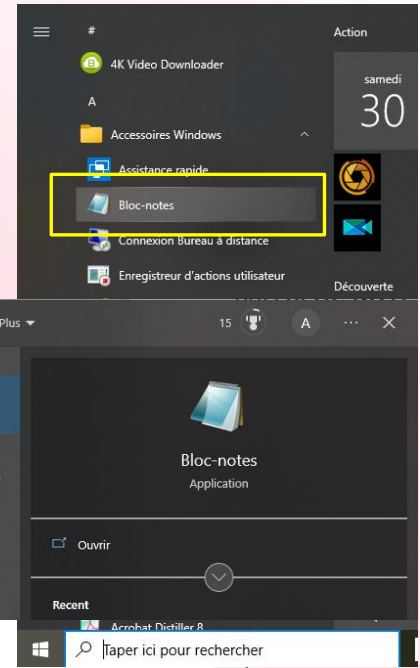 #
Action
4K Video Downloader
samedi
30
A
Accessoires Windows
Assistance rapide
Bloc-notes
Connexion Bureau à distance
Enregistreur d'actions utilisateur
Découverte
Plus
15
A
Bloc-notes
Application
Ouvrir
Recent
Acrobat Distiller 8
Taper ici pour rechercher